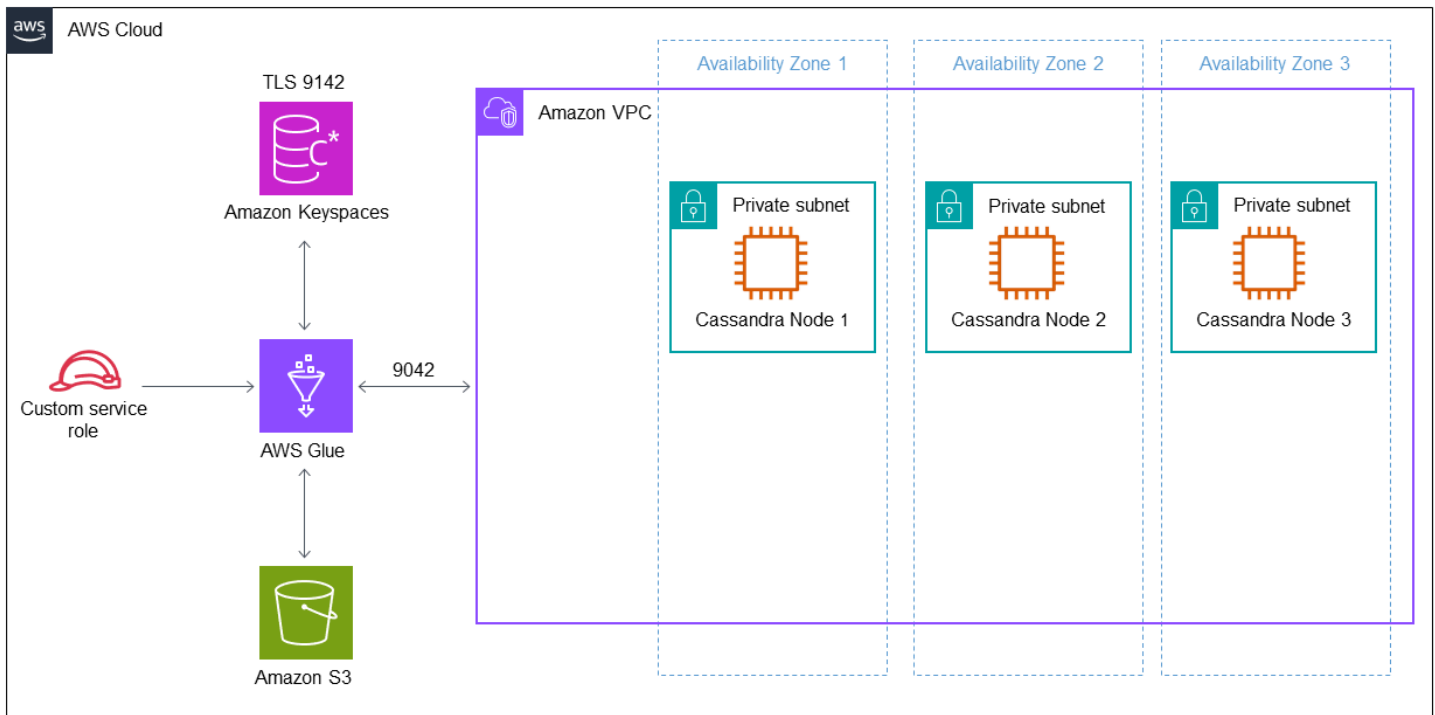 aws
AWS Cloud
Availability Zone 1
Availability Zone 2
Availability Zone 3
TLS 9142
Amazon VPC
C*
Amazon Keyspaces
Private subnet
Private subnet
Private subnet
Cassandra Node 1
Cassandra Node 2
Cassandra Node 3
9042
Custom service
role
AWS Glue
Amazon S3